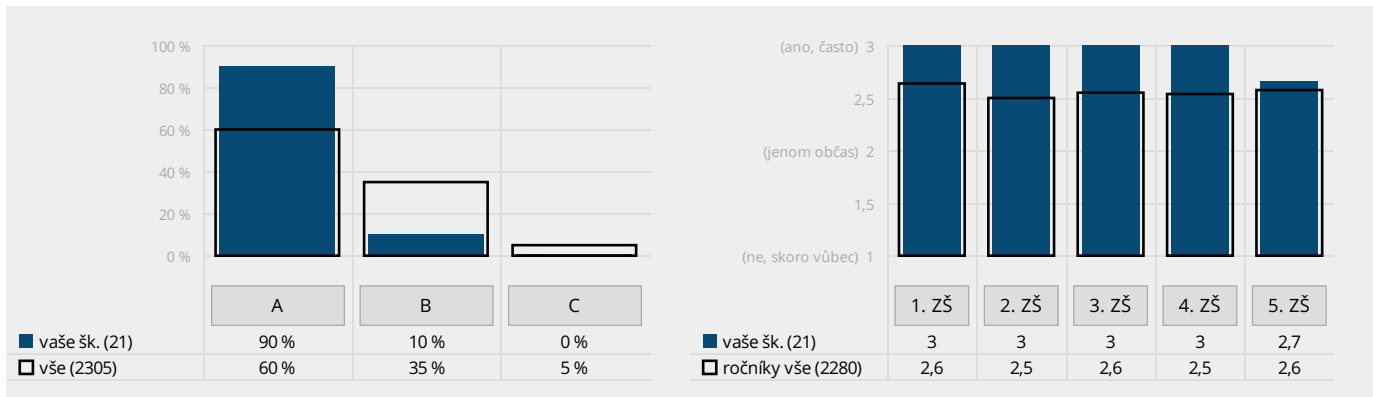 100 %
80 %
60 %
40 %
20 %
0 %
A B C
vaše šk. (21) 90 % 10 % 0 %
vše (2305) 60 % 35 % 5 %
(ano, často) 3
2,5
(jenom občas) 2
1,5
(ne, skoro vůbec) 1
1. ZŠ 2. ZŠ 3. ZŠ 4. ZŠ 5. ZŠ
vaše šk. (21) 3 3 3 3 2,7
ročníky vše (2280) 2,6 2,5 2,6 2,5 2,6